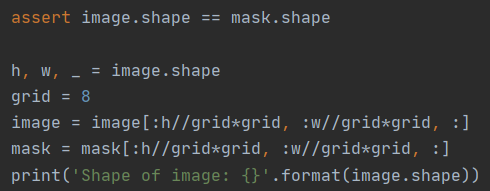 assert image.shape == mask.shape
h, w, _ = image.shape
grid = 8
image = image[:h//grid*grid, :w//grid*grid, :]
mask = mask[:h//grid*grid, :w//grid*grid, :]
print('Shape of image: {}'.format(image.shape))